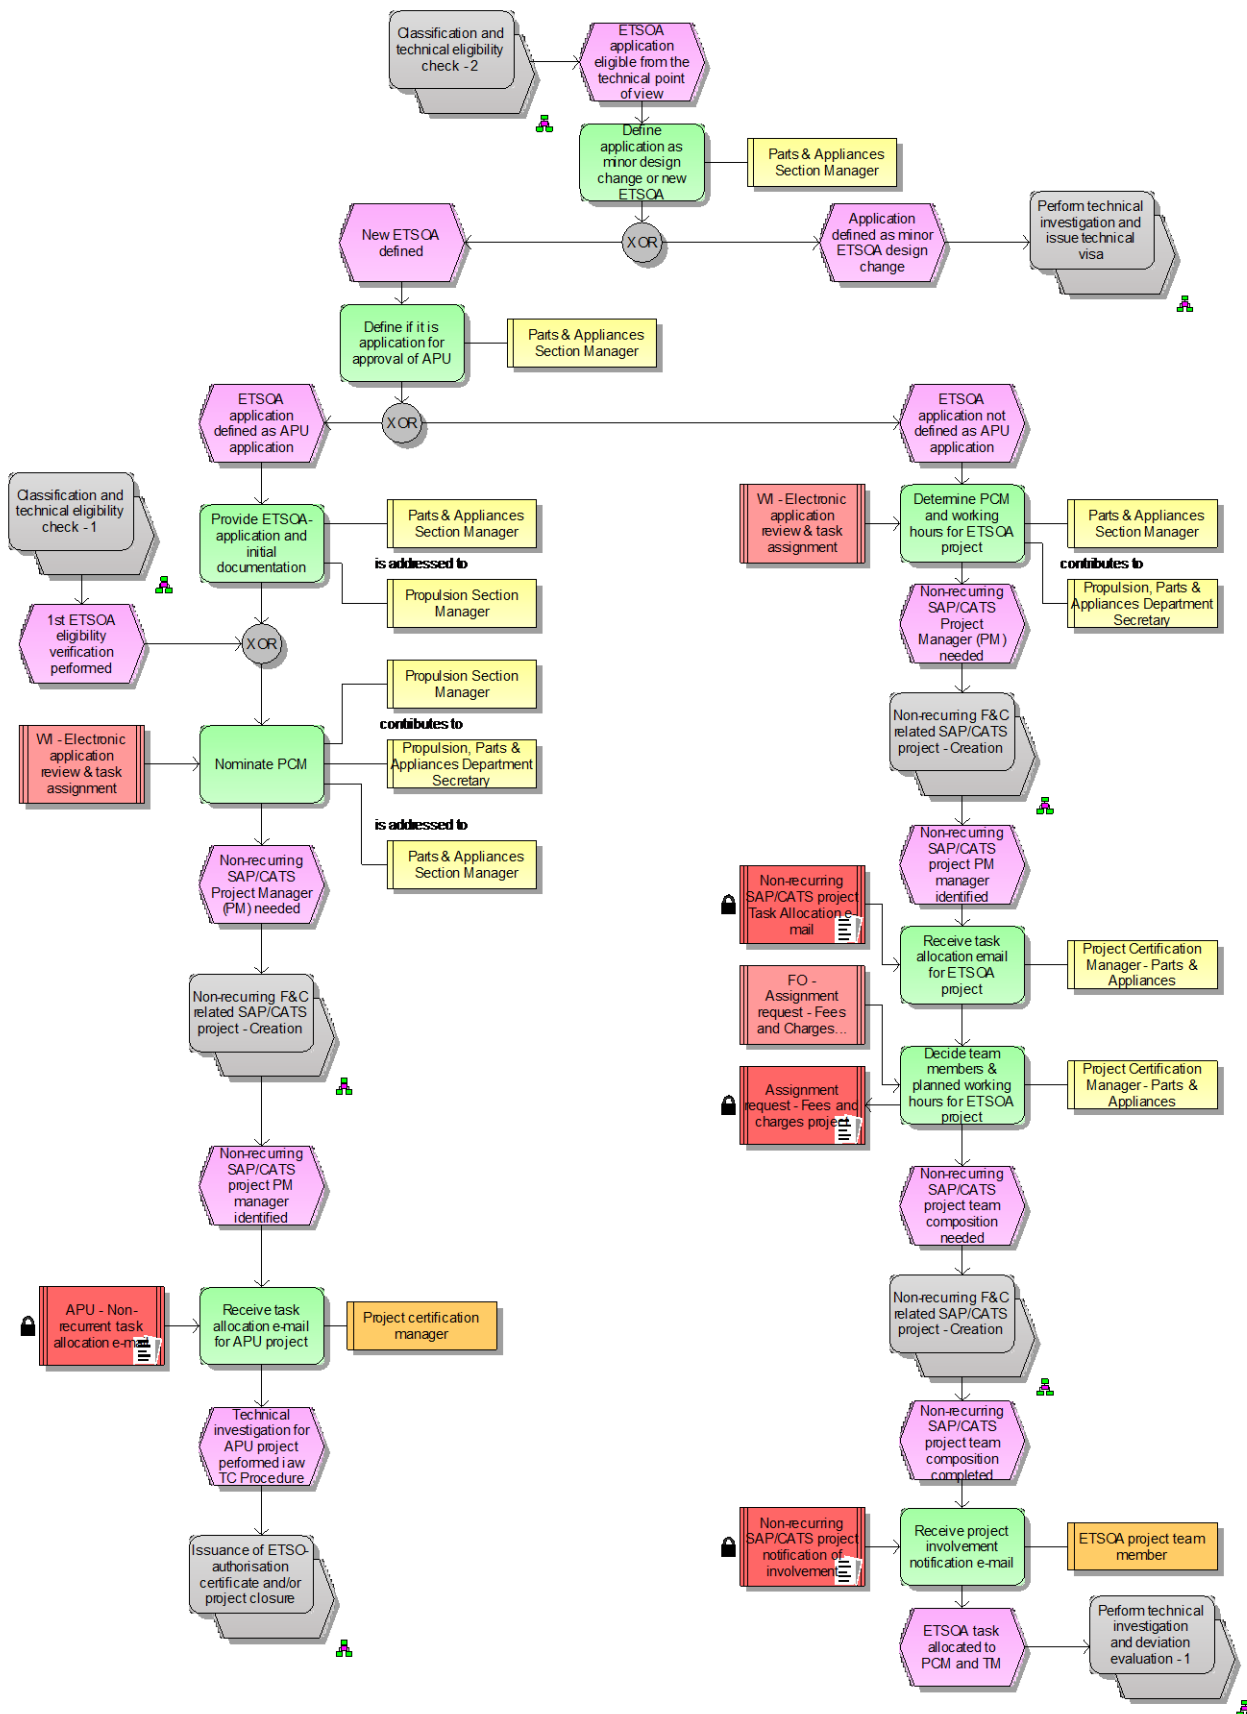 Classification and
technical eligibility
check - 2
ETSOA
application
eligible from the
technical point
of view
Define
application as
minor design
change or new
ETSOA
Parts & Appliances
Section Manager
New ETSOA
defined
XOR
Application
defined as minor
ETSOA design
change
Perform technical
investigation and
issue technical
visa
Define if it is
application for
approval of APU
Parts & Appliances
Section Manager
ETSOA
application
defined as APU
application
XOR
ETSOA
application not
defined as APU
application
Classification and
technical eligibility
check - 1
Provide ETSOA-
application and
initial
documentation
Parts & Appliances
Section Manager
is addressed to
Propulsion Section
Manager
WI - Electronic
application
review & task
assignment
Determine PCM
and working
hours for ETSOA
project
Parts & Appliances
Section Manager
contributes to
Propulsion, Parts &
Appliances Department
Secretary
1st ETSOA
eligibility
verification
performed
XOR
Non-recurring
SAP/CATS
Project
Manager (PM)
needed
Propulsion Section
Manager
contributes to
WI - Electronic
application
review & task
assignment
Nominate PCM
Propulsion, Parts &
Appliances Department
Secretary
is addressed to
Parts & Appliances
Section Manager
Non-recurring F&C
related SAP/CATS
project - Creation
Non-recurring
SAP/CATS
Project Manager
(PM) needed
Non-recurring
SAP/CATS
project PM
manager
identified
Non-recurring
SAP/CATS project
Task Allocation e-
mail
Receive task
allocation email
for ETSOA
project
Project Certification
Manager - Parts &
Appliances
Non-recurring F&C
related SAP/CATS
project - Creation
FO -
Assignment
request - Fees
and Charges...
Decide team
members &
planned working
hours for ETSOA
project
Project Certification
Manager - Parts &
Appliances
Assignment
request - Fees and
charges project
Non-recurring
SAP/CATS
project PM
manager
identified
Non-recurring
SAP/CATS
project team
composition
needed
APU - Non-
recurrent task
allocation e-mail
Receive task
allocation e-mail
for APU project
Project certification
manager
Non-recurring F&C
related SAP/CATS
project - Creation
Technical
investigation for
APU project
performed iaw
TC Procedure
Non-recurring
SAP/CATS
project team
composition
completed
Issuance of ETSO-
authorisation
certificate and/or
project closure
Non-recurring
SAP/CATS project
notification of
involvement
Receive project
involvement
notification e-mail
ETSOA project team
member
ETSOA task
allocated to
PCM and TM
Perform technical
investigation
and deviation
evaluation - 1